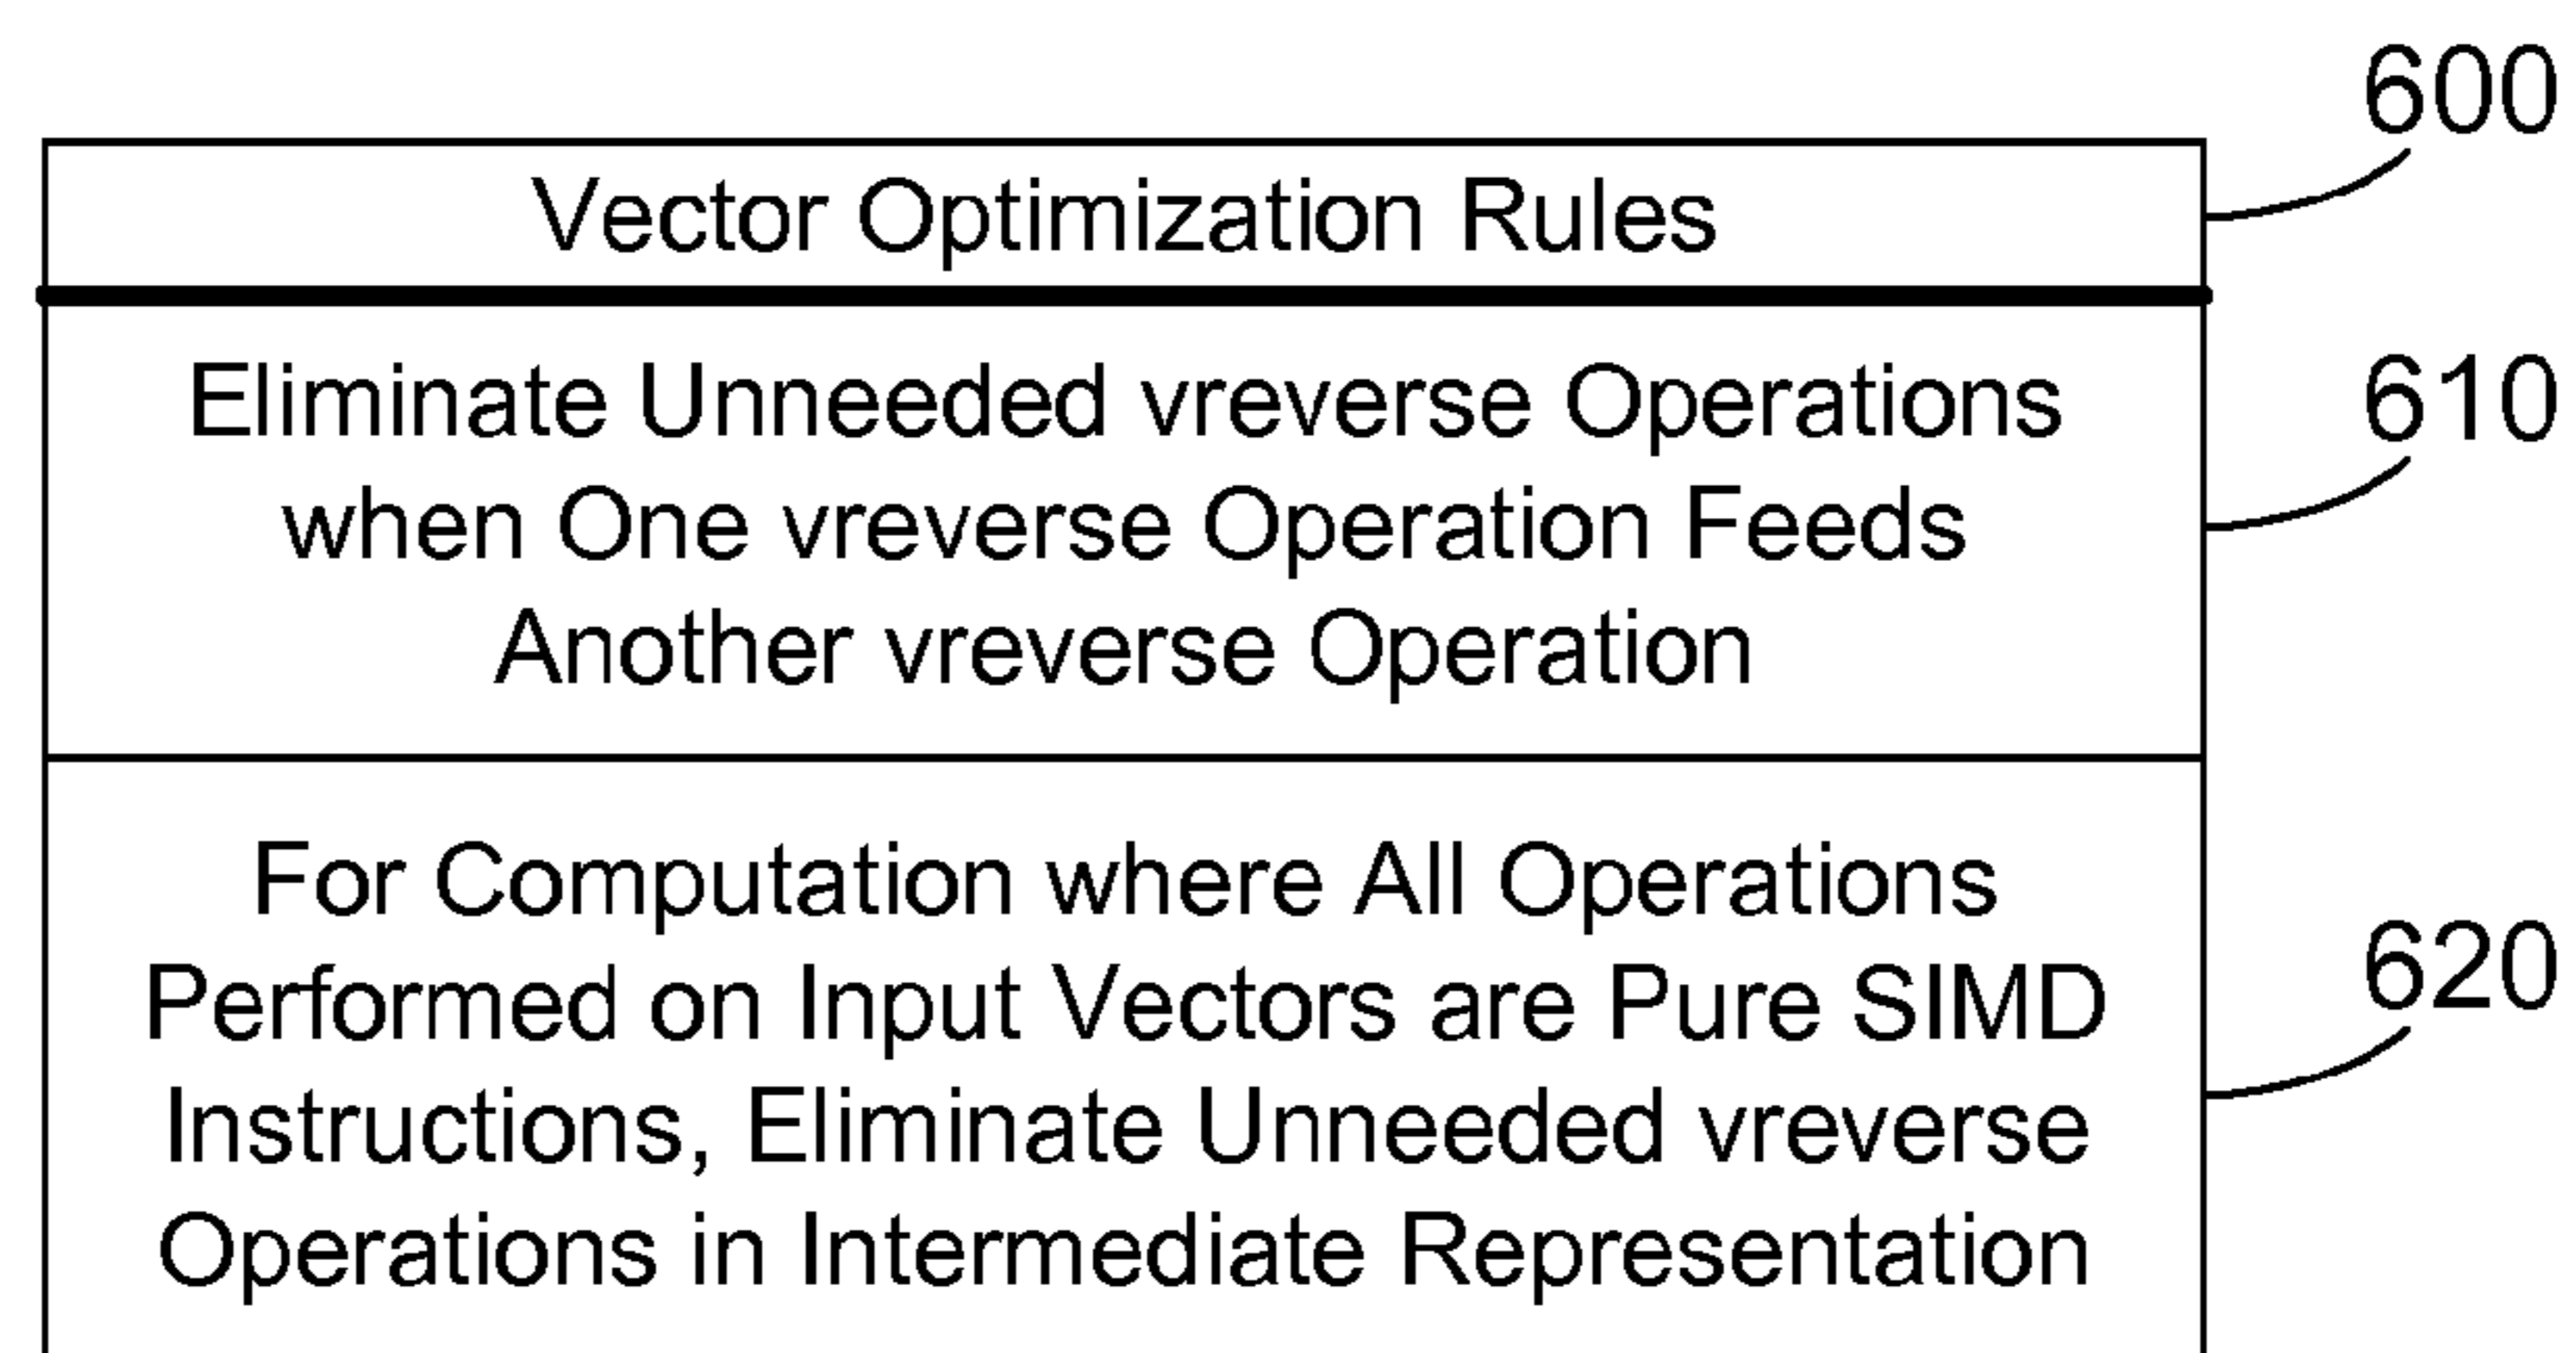 600
Vector Optimization Rules
Eliminate Unneeded vreverse Operations
when One vreverse Operation Feeds
Another vreverse Operation
610
For Computation where All Operations
Performed on Input Vectors are Pure SIMD
Instructions, Eliminate Unneeded vreverse
Operations in Intermediate Representation
620